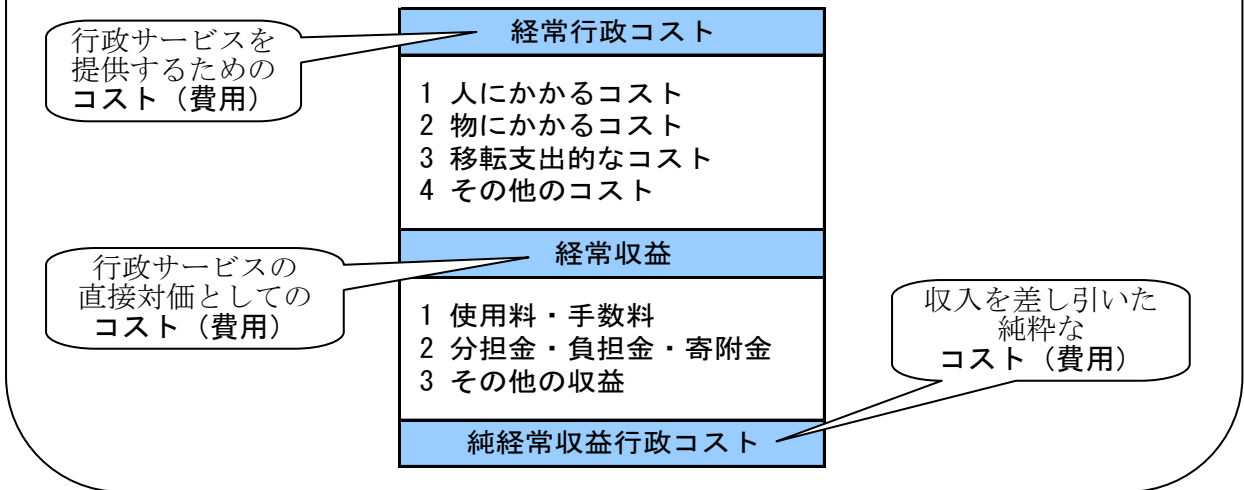 行政サービスを
提供するための
コスト（費用）
経常行政コスト
1 人にかかるコスト
2 物にかかるコスト
3 移転支出的なコスト
4 その他のコスト
行政サービスの
直接対価としての
コスト（費用）
経常収益
1 使用料・手数料
2 分担金・負担金・寄附金
3 その他の収益
収入を差し引いた
純粋な
コスト（費用）
純経常収益行政コスト